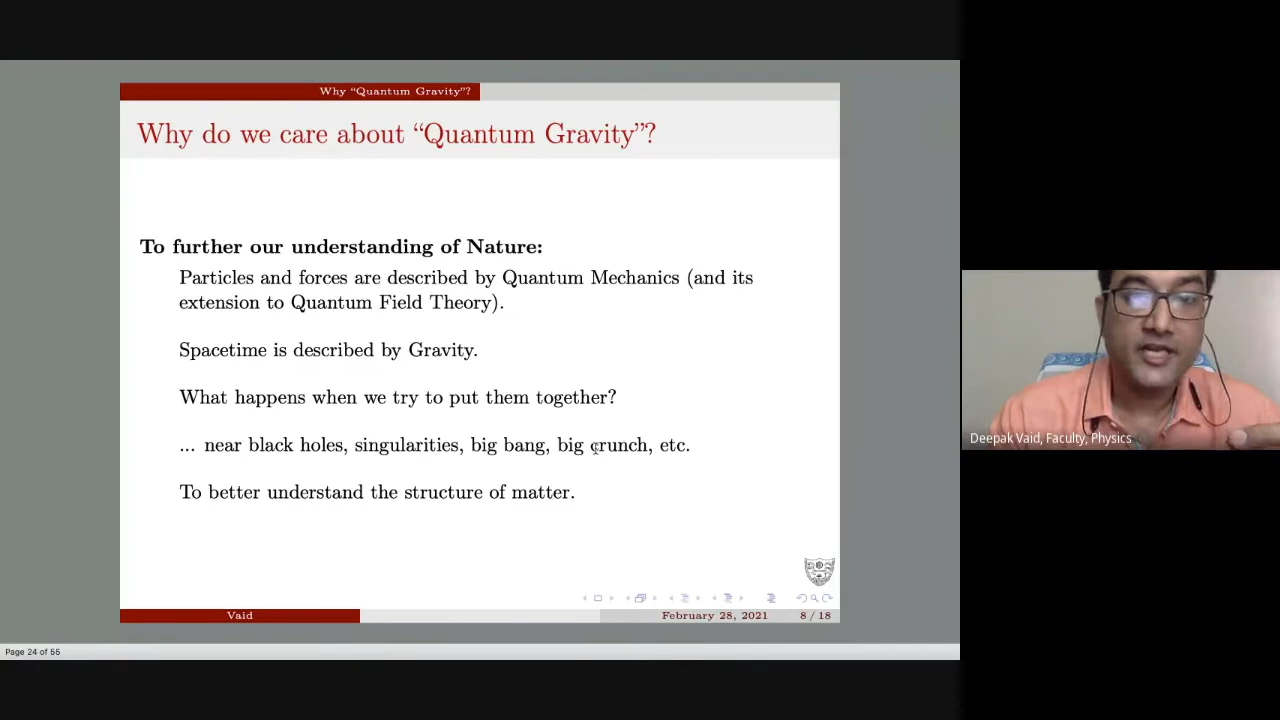 Why “Quantum Gravity”?
Why do we care about “Quantum Gravity”?
To further our understanding of Nature:
Particles and forces are described by Quantum Mechanics (and its
extension to Quantum Field Theory).
Spacetime is described by Gravity.
What happens when we try to put them together?
... near black holes, singularities, big bang, big crunch, etc.
To better understand the structure of matter.
Vaid
February 28, 2021
8 / 18
Page 24 of 55
Deepak Vaid, Faculty, Physics